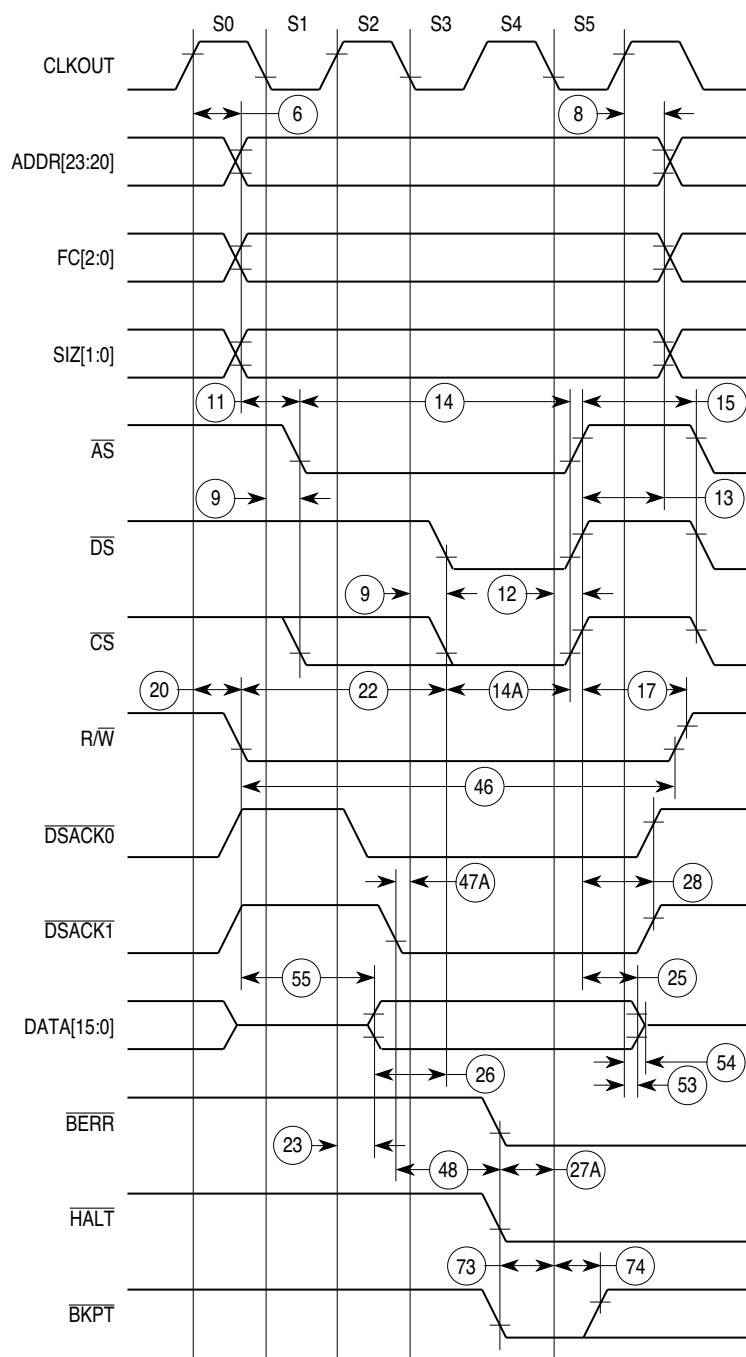 S0 S1 S2 S3 S4 S5
CLKOUT
6 8
ADDR[23:20]
FC[2:0]
SIZ[1:0]
11 14 15
AS
9 13
DS
9 12
CS
20 22 14A 17
R/W
46
DSACK0
47A 28
DSACK1
55 25
DATA[15:0]
54
26 53
BERR
23 48 27A
HALT
73 74
BKPT